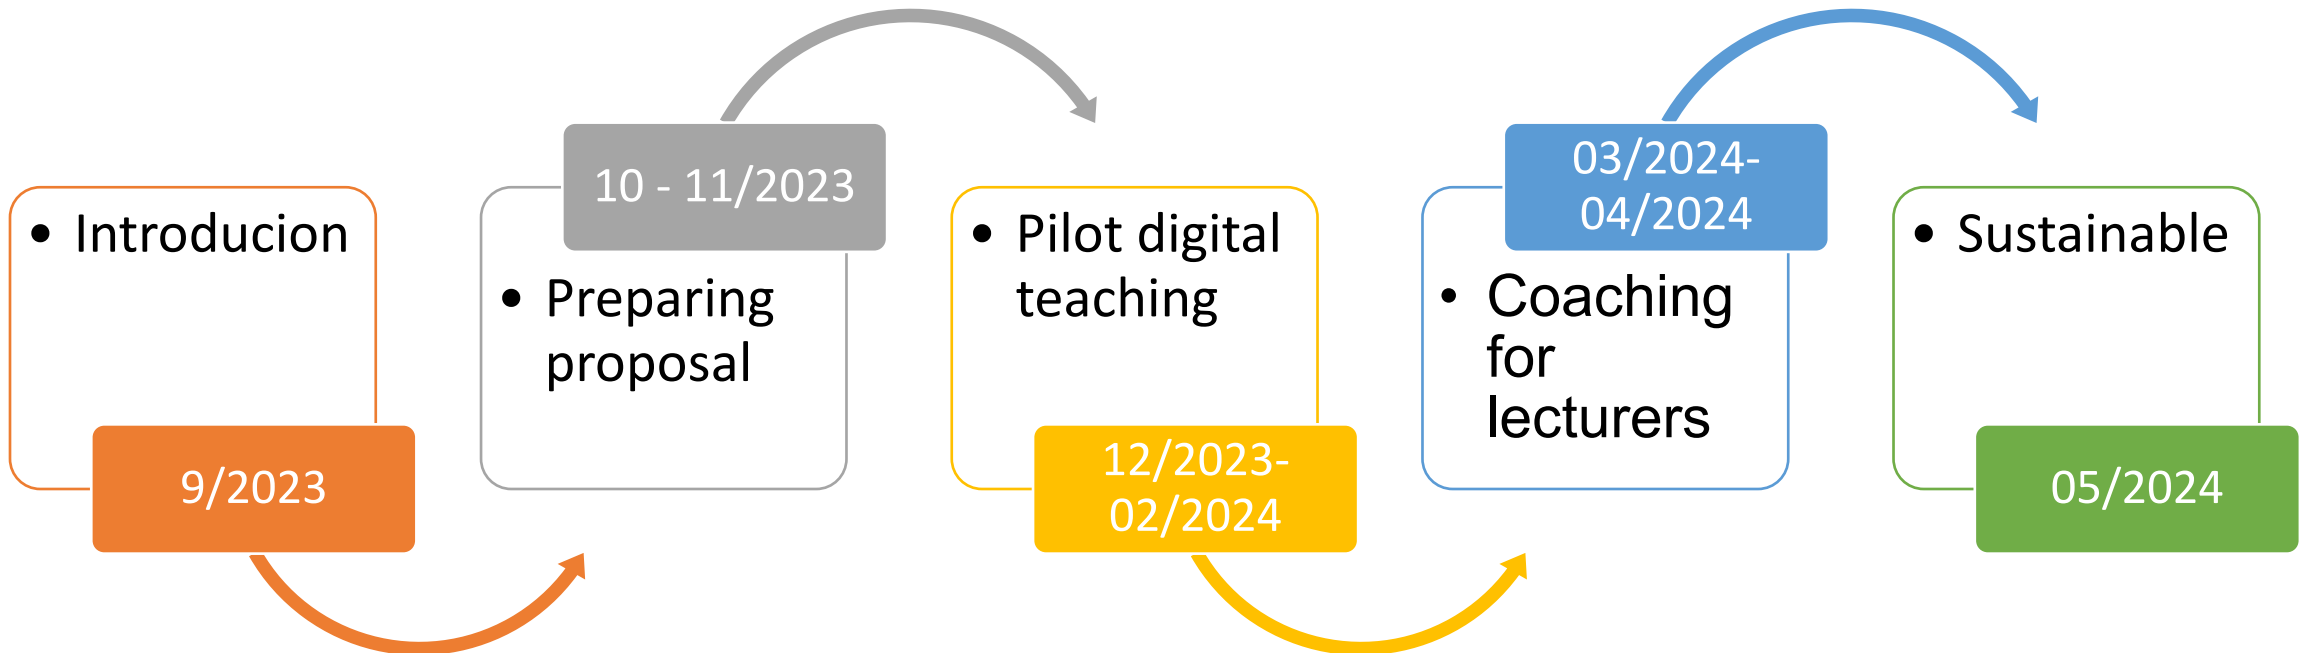 • Introducion
9/2023
10 - 11/2023
• Preparing
proposal
• Pilot digital
teaching
12/2023-
02/2024
03/2024-
04/2024
• Coaching
for
lecturers
• Sustainable
05/2024